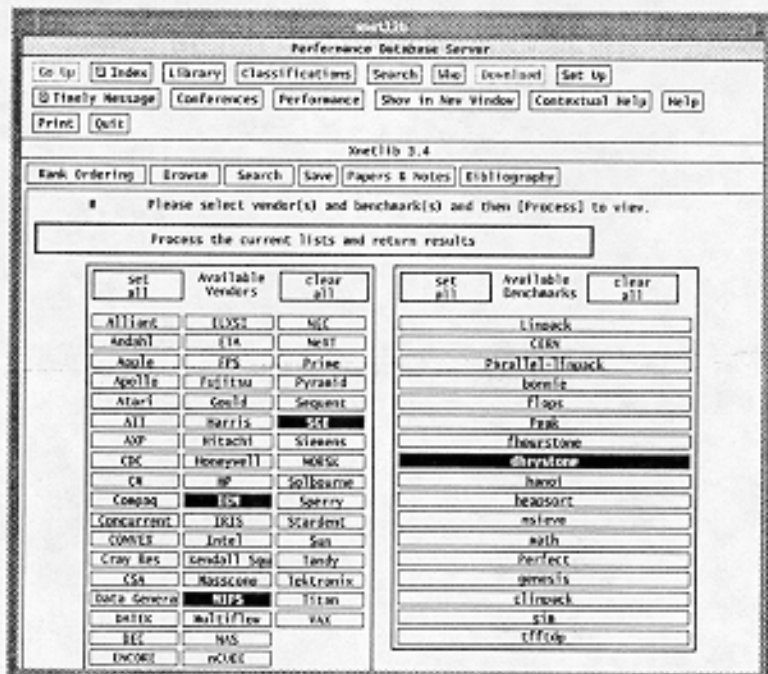 xnetlib
Performance Database Server
Go Up Index Library Classifications Search Who Download Set Up
Timely Message Conferences Performance Show in New Window Contextual Help Help
Print Quit
Xnetlib 3.4
Rank Ordering Browse Search Save Papers & Notes Bibliography
Please select vendor(s) and benchmark(s) and then [Process] to view.
Process the current lists and return results
set all Available Vendors clear all
Alliant ELXSI NEC
Amdahl ETA NeXT
Apple FPS Prime
Apollo Fujitsu Pyramid
Atari Gould Sequent
ATT Harris SGI
AXP Hitachi Siemens
CDC Honeywell
CM HP Solbourne
Compaq IBM Sperry
Concurrent IRIS Stardent
CONVEX Intel Sun
Cray Res Kendall Squ Tandy
CSA Masscomp Tektronix
Data Genera MIPS Titan
Multiflow VAX
DEC NAS
ENCORE nCUBE
set all Available Benchmarks clear all
Linpack
CERN
Parallel-linpack
bonnie
flops
Peak
fhourstone
dhrystone
hanoi
heapsort
nsieve
math
Perfect
genesis
clinpack
sim
tfftdp